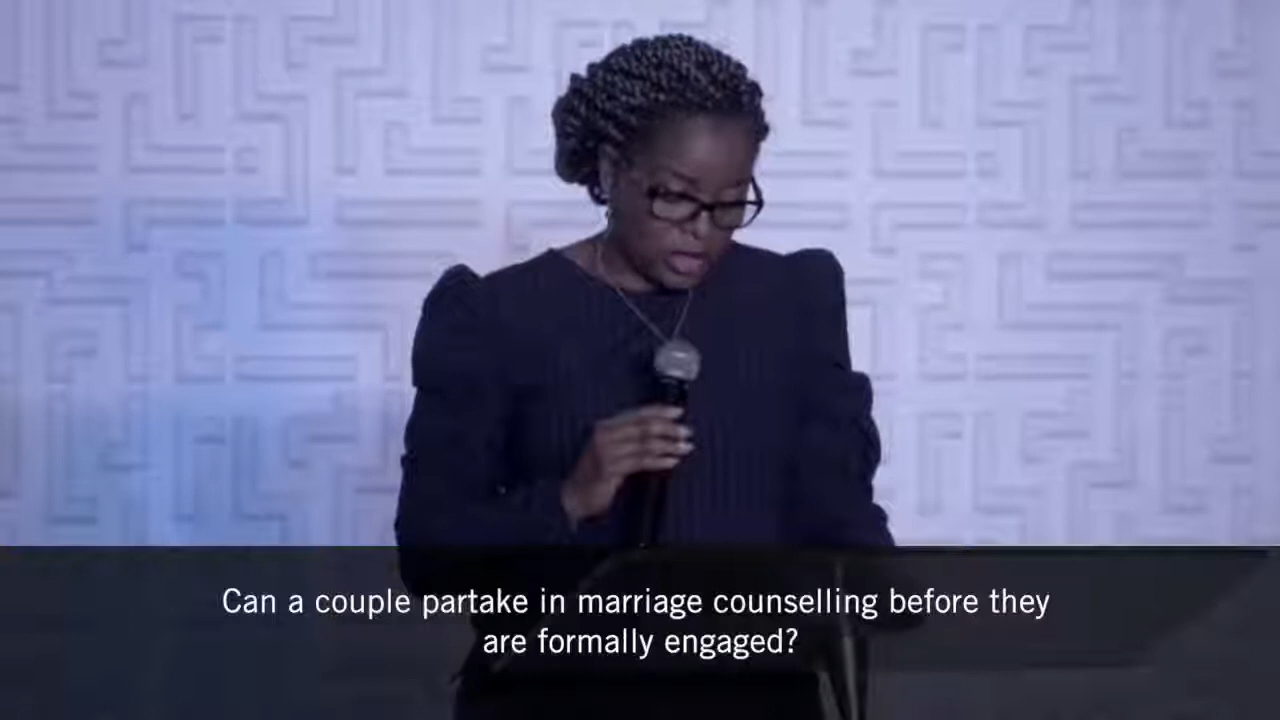 Can a couple partake in marriage counselling before they
are formally engaged?